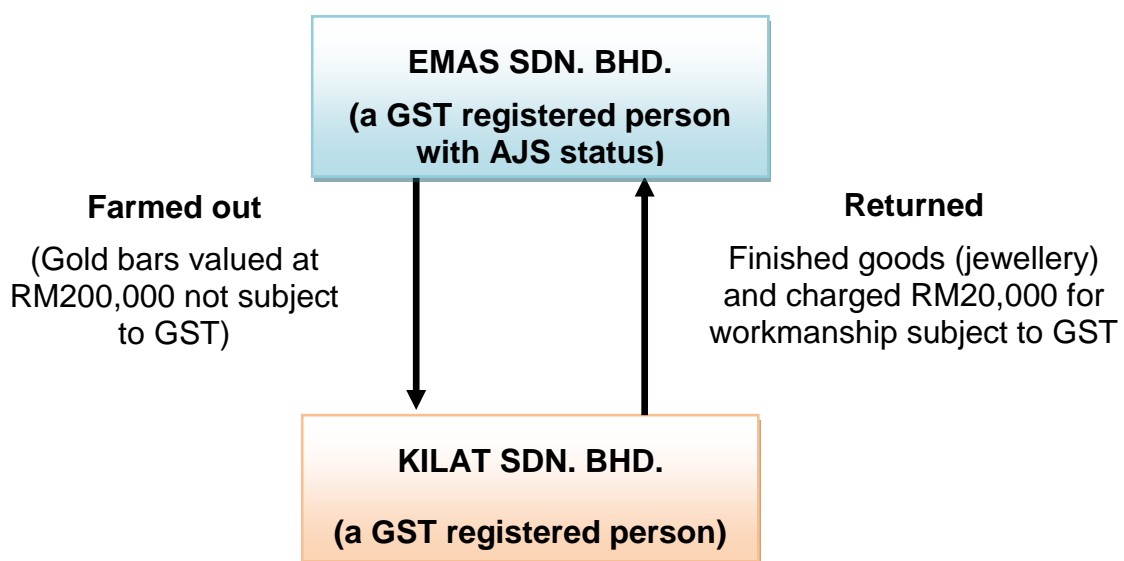 EMAS SDN. BHD.
(a GST registered person
with AJS status)
Farmed out
(Gold bars valued at
RM200,000 not subject
to GST)
Returned
Finished goods (jewellery)
and charged RM20,000 for
workmanship subject to GST
KILAT SDN. BHD.
(a GST registered person)